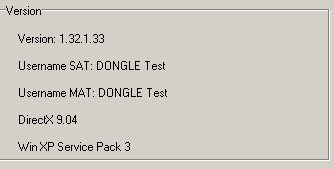 Version
Version: 1.32.1.33
Username SAT: DONGLE Test
Username MAT: DONGLE Test
DirectX 9.04
Win XP Service Pack 3